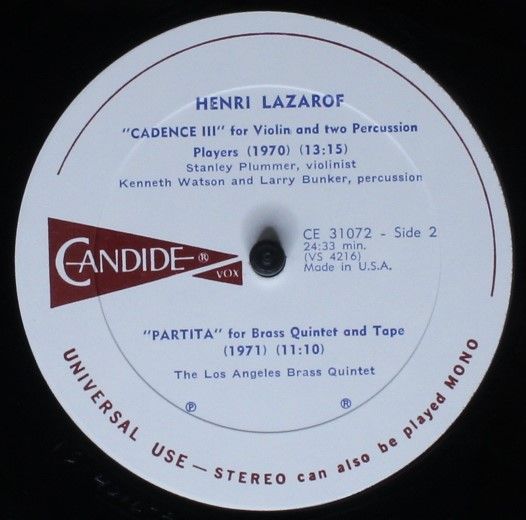 HENRI LAZAROF
"CADENCE III" for Violin and two Percussion
Players (1970) (13:15)
Stanley Plummer, violinist
Kenneth Watson and Larry Bunker, percussion
CANDIDE ®
VOX
CE 31072 - Side 2
24:33 min.
(VS 4216)
Made in U.S.A.
"PARTITA" for Brass Quintet and Tape
(1971) (11:10)
The Los Angeles Brass Quintet
℗ ®
UNIVERSAL USE — STEREO can also be played MONO